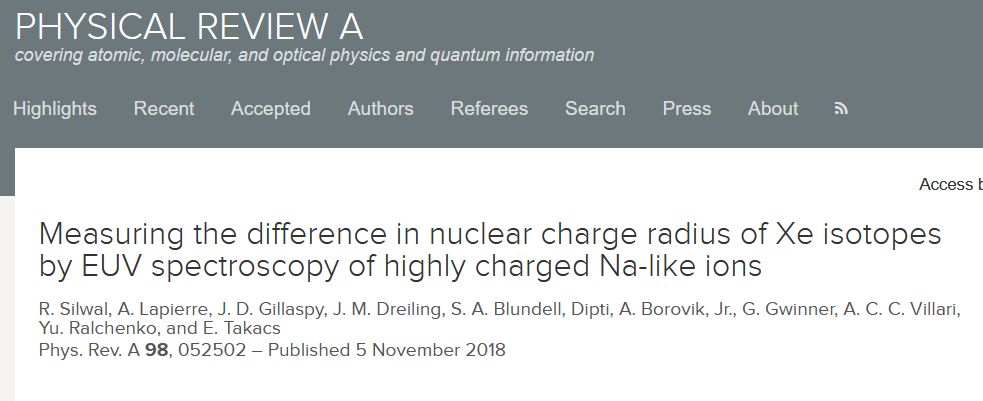 PHYSICAL REVIEW A
covering atomic, molecular, and optical physics and quantum information
Highlights Recent Accepted Authors Referees Search Press About
Access b
Measuring the difference in nuclear charge radius of Xe isotopes
by EUV spectroscopy of highly charged Na-like ions
R. Silwal, A. Lapierre, J. D. Gillaspy, J. M. Dreiling, S. A. Blundell, Dipti, A. Borovik, Jr., G. Gwinner, A. C. C. Villari,
Yu. Ralchenko, and E. Takacs
Phys. Rev. A 98, 052502 – Published 5 November 2018